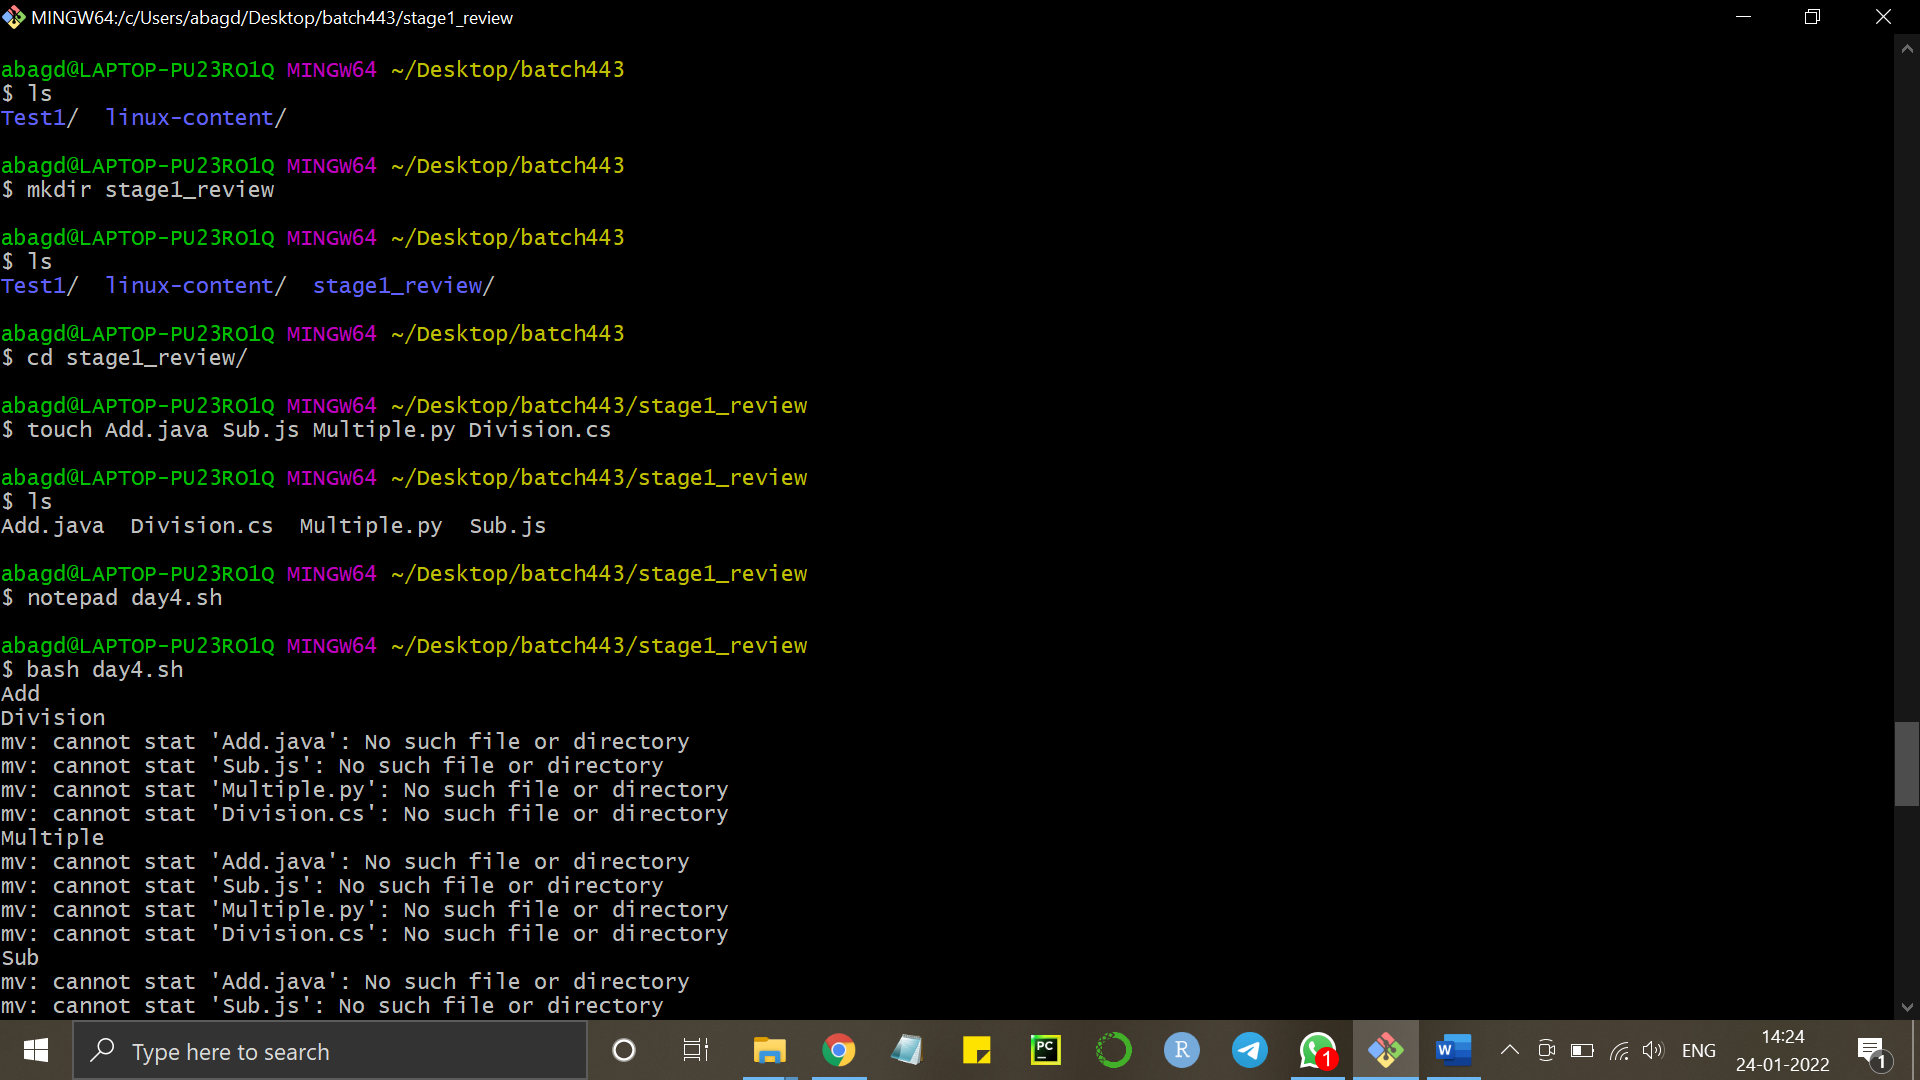 MINGW64:/c/Users/abagd/Desktop/batch443/stage1_review
abagd@LAPTOP-PU23RO1Q MINGW64 ~/Desktop/batch443
$ ls
Test1/  linux-content/
abagd@LAPTOP-PU23RO1Q MINGW64 ~/Desktop/batch443
$ mkdir stage1_review
abagd@LAPTOP-PU23RO1Q MINGW64 ~/Desktop/batch443
$ ls
Test1/  linux-content/  stage1_review/
abagd@LAPTOP-PU23RO1Q MINGW64 ~/Desktop/batch443
$ cd stage1_review/
abagd@LAPTOP-PU23RO1Q MINGW64 ~/Desktop/batch443/stage1_review
$ touch Add.java Sub.js Multiple.py Division.cs
abagd@LAPTOP-PU23RO1Q MINGW64 ~/Desktop/batch443/stage1_review
$ ls
Add.java  Division.cs  Multiple.py  Sub.js
abagd@LAPTOP-PU23RO1Q MINGW64 ~/Desktop/batch443/stage1_review
$ notepad day4.sh
abagd@LAPTOP-PU23RO1Q MINGW64 ~/Desktop/batch443/stage1_review
$ bash day4.sh
Add
Division
mv: cannot stat 'Add.java': No such file or directory
mv: cannot stat 'Sub.js': No such file or directory
mv: cannot stat 'Multiple.py': No such file or directory
mv: cannot stat 'Division.cs': No such file or directory
Multiple
mv: cannot stat 'Add.java': No such file or directory
mv: cannot stat 'Sub.js': No such file or directory
mv: cannot stat 'Multiple.py': No such file or directory
mv: cannot stat 'Division.cs': No such file or directory
Sub
mv: cannot stat 'Add.java': No such file or directory
mv: cannot stat 'Sub.js': No such file or directory
Type here to search
PC
R
1
W
ENG
14:24
24-01-2022
1